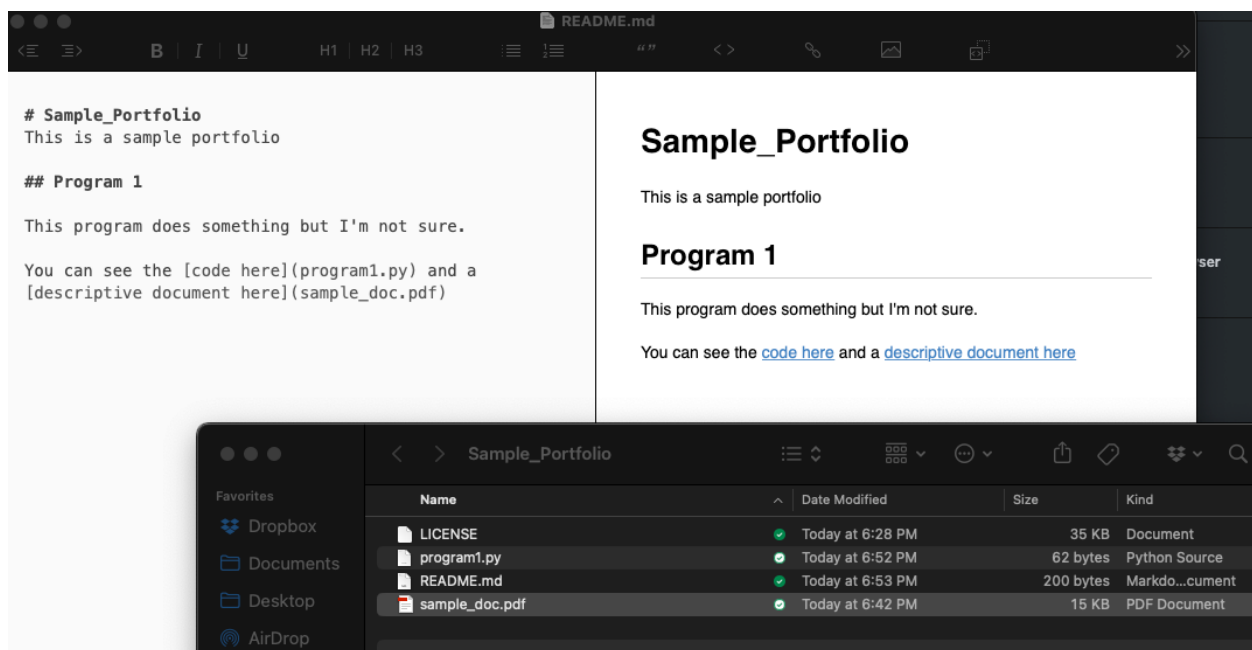 README.md
B I U H1 H2 H3 “ ” < >
# Sample_Portfolio
This is a sample portfolio
## Program 1
This program does something but I'm not sure.
You can see the [code here](program1.py) and a
[descriptive document here](sample_doc.pdf)
Sample_Portfolio
This is a sample portfolio
Program 1
This program does something but I'm not sure.
You can see the code here and a descriptive document here
ser
Sample_Portfolio
Favorites
Dropbox
Documents
Desktop
AirDrop
Name Date Modified Size Kind
LICENSE Today at 6:28 PM 35 KB Document
program1.py Today at 6:52 PM 62 bytes Python Source
README.md Today at 6:53 PM 200 bytes Markdo...cument
sample_doc.pdf Today at 6:42 PM 15 KB PDF Document